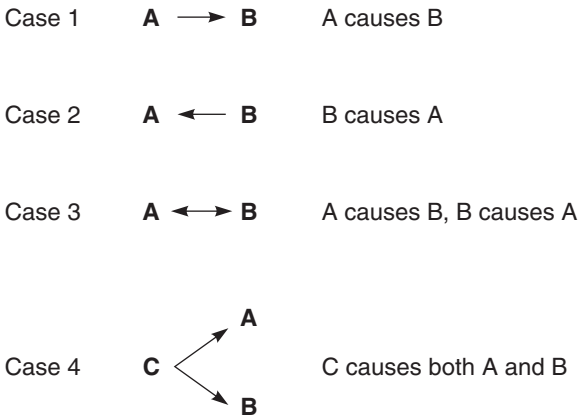 Case 1 A B A causes B
Case 2 A B B causes A
Case 3 A B A causes B, B causes A
A
Case 4 C C causes both A and B
B